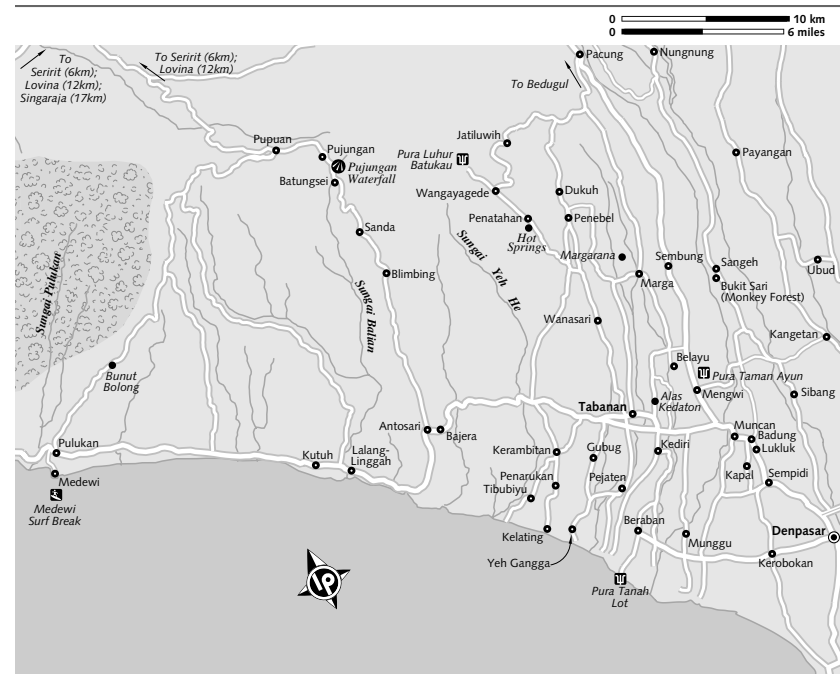 0 10 km
0 6 miles
To
Seririt (6km);
Lovina (12km);
Singaraja (17km)
To Seririt (6km);
Lovina (12km)
Pacung
Nungnung
To Bedugul
Pupuan
Pujungan
Pujungan
Waterfall
Batungsei
Pura Luhur
Batukau
Jatiluwih
Payangan
Wangayagede
Dukuh
Sanda
Penatahan
Penebel
Hot
Springs
Sungai Yeh He
Margarana
Sembung
Sangeh
Ubud
Blimbing
Marga
Bukit Sari
(Monkey Forest)
Sungai Pulukan
Sungai Balian
Wanasari
Kangetan
Bunut
Bolong
Belayu
Pura Taman Ayun
Mengwi
Sibang
Alas
Kedaton
Tabanan
Antosari
Bajera
Muncan
Badung
Lukluk
Pulukan
Kutuh
Lalang-
Linggah
Kerambitan
Gubug
Kediri
Kapal
Sempidi
Medewi
Penarukan
Pejaten
Tibubiyu
Medewi
Surf Break
Kelating
Beraban
Munggu
Denpasar
Yeh Gangga
Kerobokan
Pura Tanah
Lot
LP